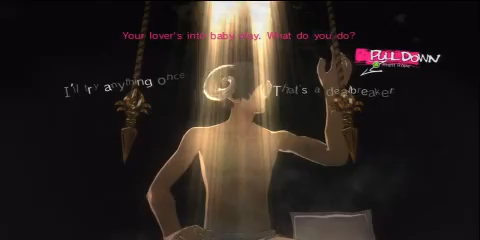 Your lover's into baby play. What do you do?
PULL DOWN
I'll try anything once
That's a dealbreaker